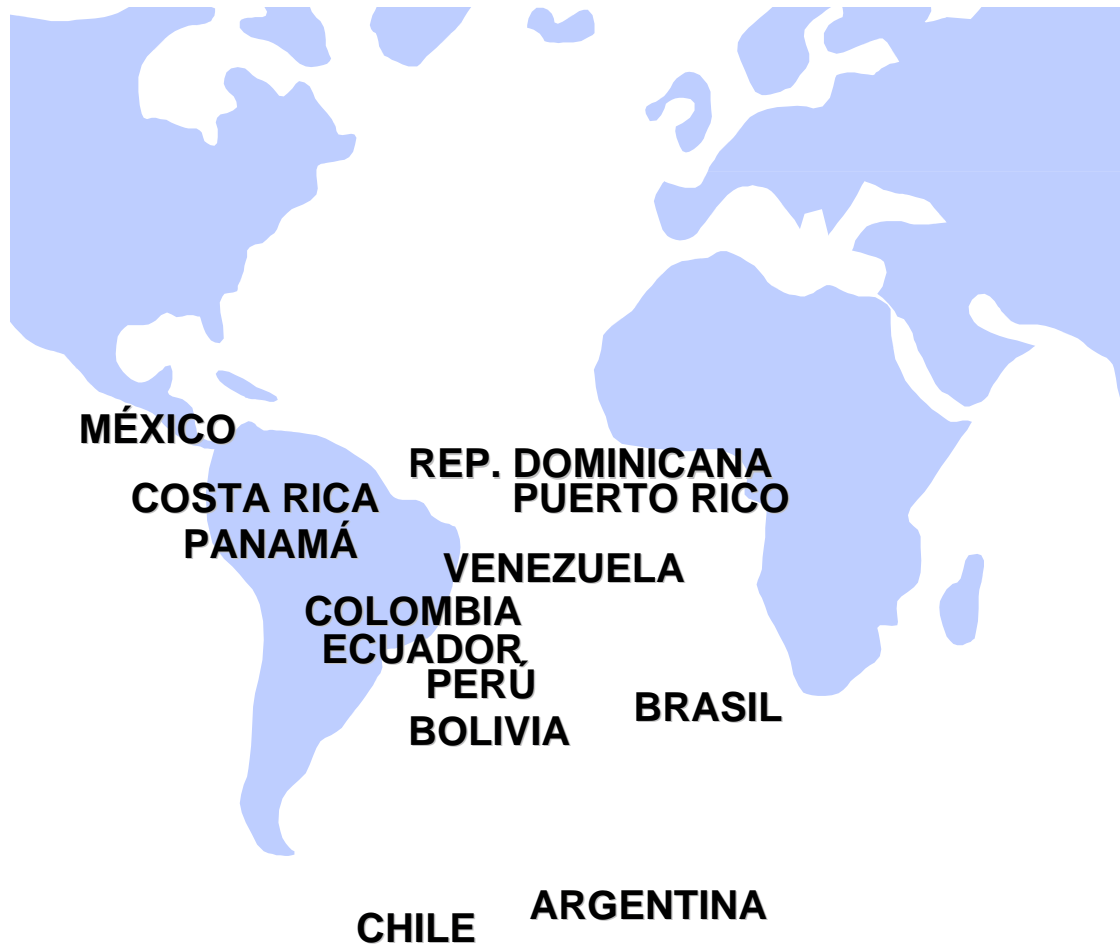 MÉXICO
REP. DOMINICANA
COSTA RICA
PUERTO RICO
PANAMÁ
VENEZUELA
COLOMBIA
ECUADOR
PERÚ
BRASIL
BOLIVIA
ARGENTINA
CHILE